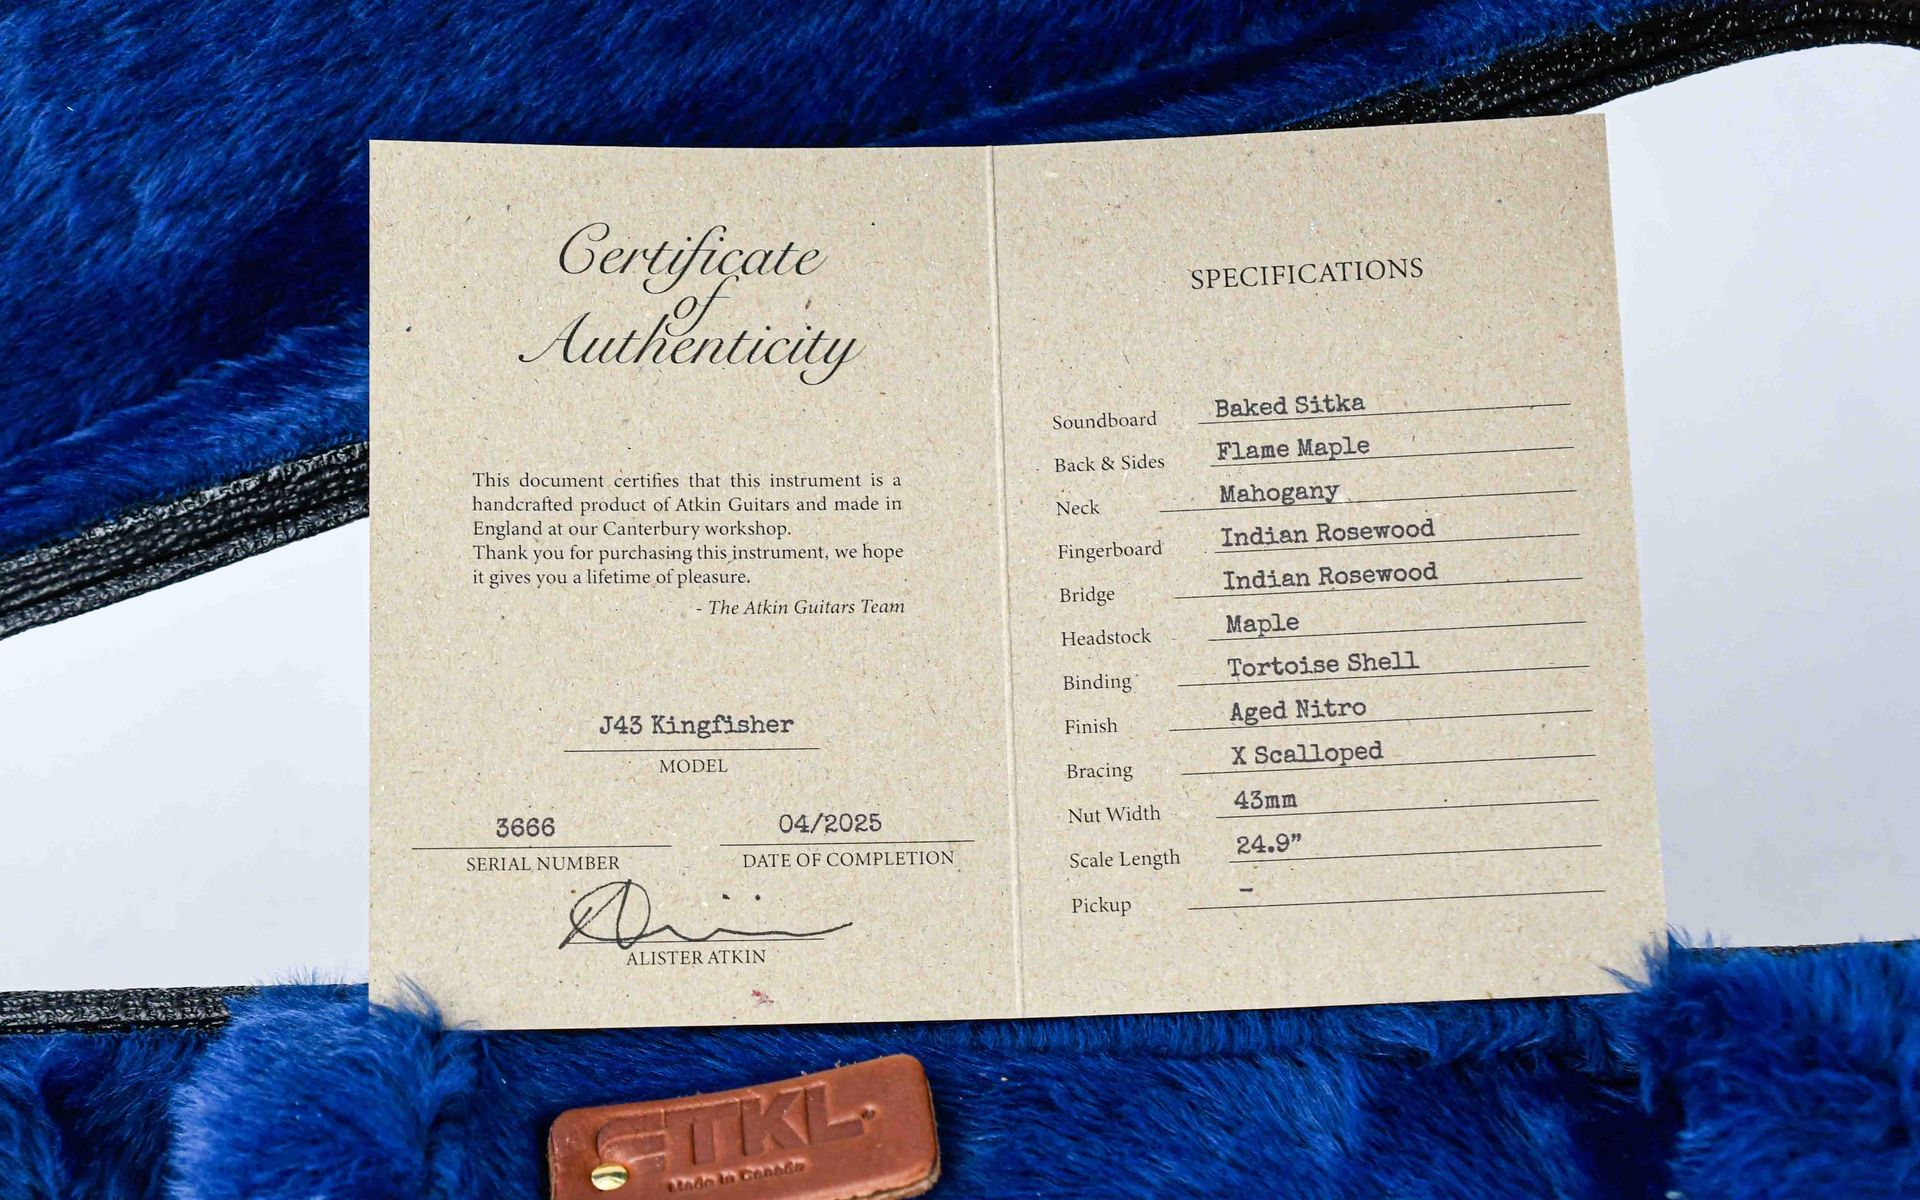 Certificate
of
Authenticity
This document certifies that this instrument is a
handcrafted product of Atkin Guitars and made in
England at our Canterbury workshop.
Thank you for purchasing this instrument, we hope
it gives you a lifetime of pleasure.
- The Atkin Guitars Team
J43 Kingfisher
MODEL
3666
SERIAL NUMBER
04/2025
DATE OF COMPLETION
ALISTER ATKIN
SPECIFICATIONS
Soundboard Baked Sitka
Back & Sides Flame Maple
Neck Mahogany
Fingerboard Indian Rosewood
Bridge Indian Rosewood
Headstock Maple
Binding Tortoise Shell
Finish Aged Nitro
Bracing X Scalloped
Nut Width 43mm
Scale Length 24.9”
Pickup –
TKL
Made in Canada